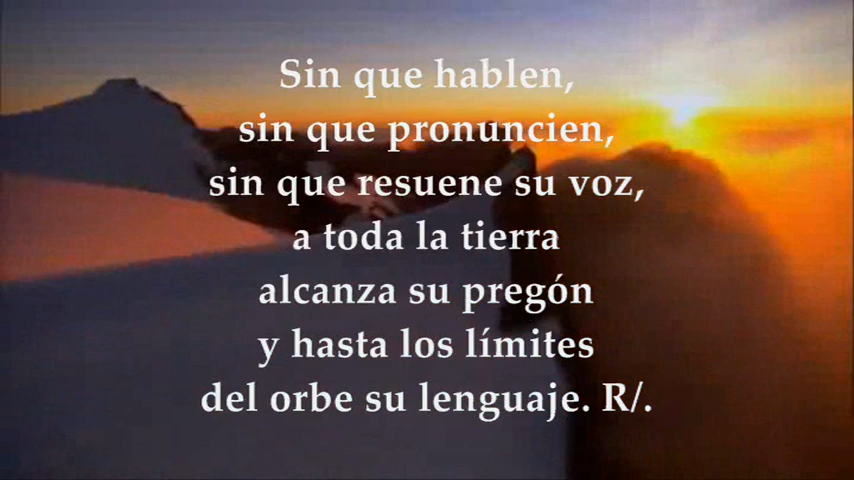 Sin que hablen,
sin que pronuncien,
sin que resuene su voz,
a toda la tierra
alcanza su pregón
y hasta los límites
del orbe su lenguaje. R/.